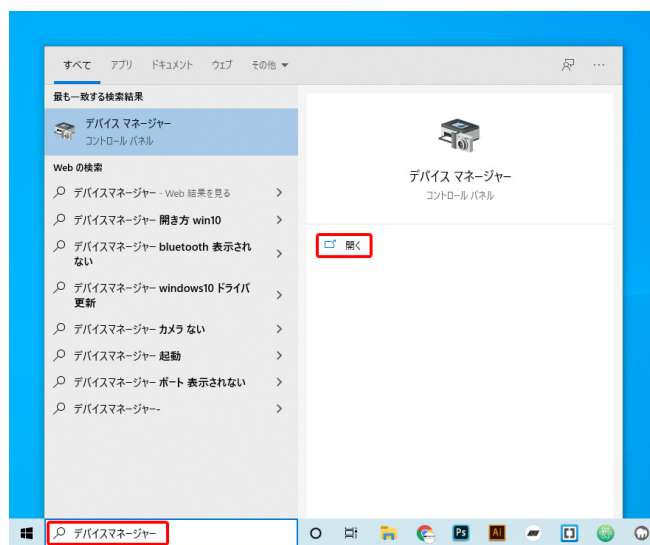 すべて アプリ ドキュメント ウェブ その他
最も一致する検索結果
デバイス マネージャー
コントロール パネル
Web の検索
デバイスマネージャー - Web 結果を見る
デバイスマネージャー 開き方 win10
デバイスマネージャー bluetooth 表示され
ない
デバイスマネージャー windows10 ドライバ
更新
デバイスマネージャー カメラ ない
デバイスマネージャー 起動
デバイスマネージャー ポート 表示されない
デバイスマネージャー-
デバイス マネージャー
コントロール パネル
開く
デバイスマネージャー
Ps
Ai